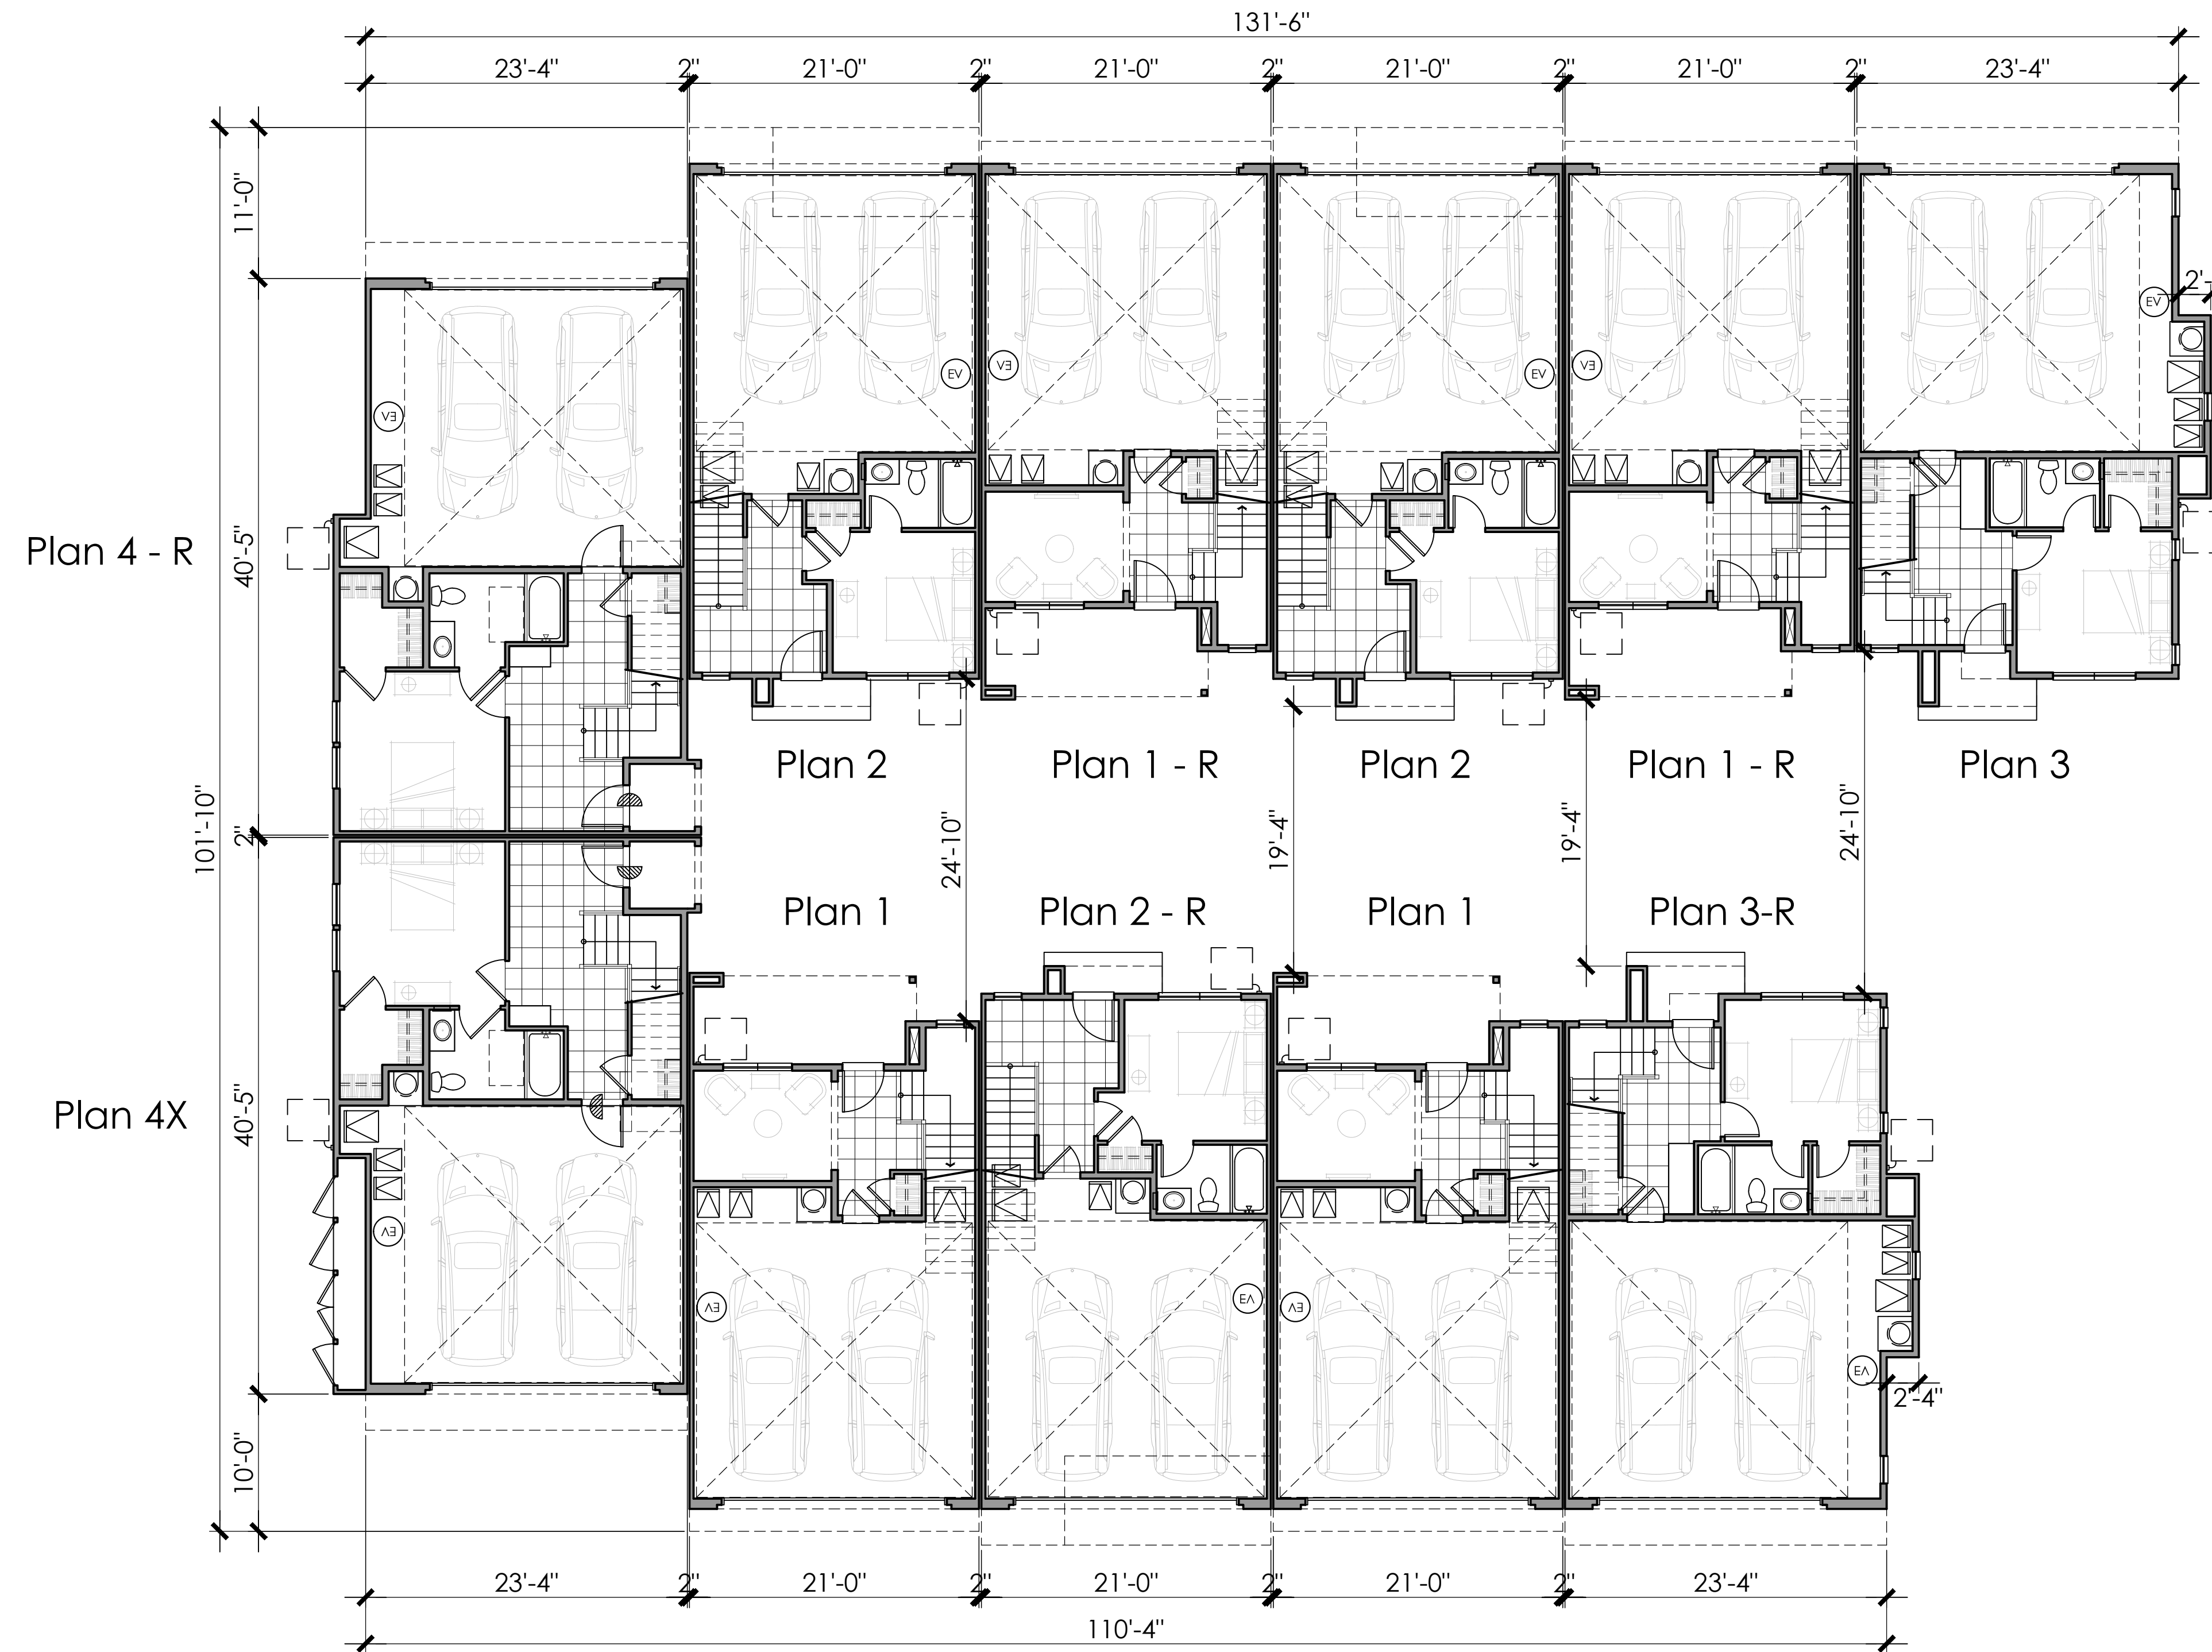 131'-6"
23'-4" 2" 21'-0" 2" 21'-0" 2" 21'-0" 2" 21'-0" 2" 23'-4"
11'-0"
2'-
EV
EV
EV
EV
EV
EV
Plan 4 - R
40'-5"
Plan 2
Plan 1 - R
Plan 2
Plan 1 - R
Plan 3
101'-10"
2"
24'-10"
19'-4"
19'-4"
24'-10"
Plan 1
Plan 2 - R
Plan 1
Plan 3-R
Plan 4X
40'-5"
EV
EV
EV
EV
EV
2'-4"
10'-0"
23'-4" 2" 21'-0" 2" 21'-0" 2" 21'-0" 2" 23'-4"
110'-4"